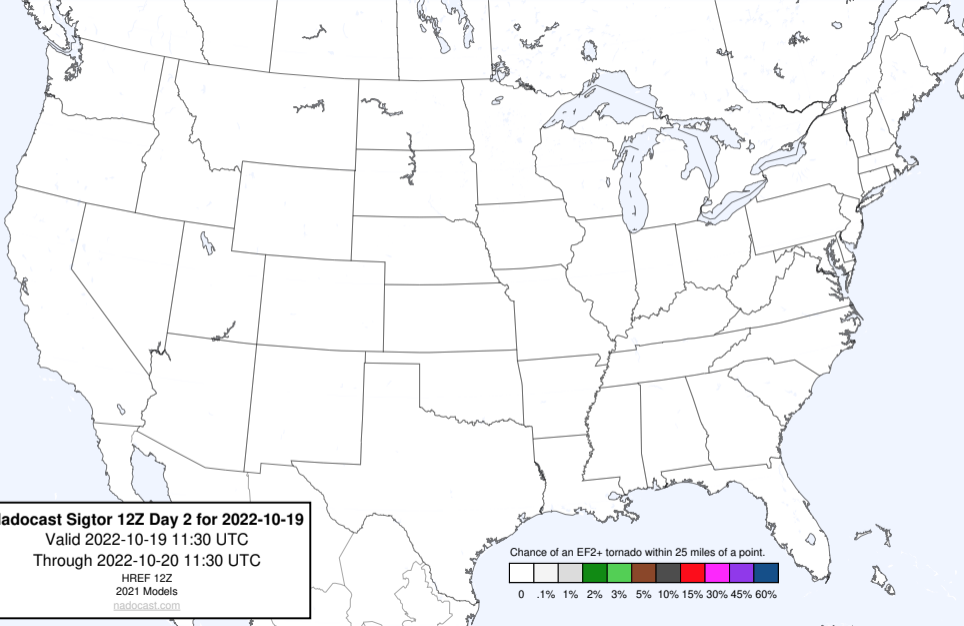 adocast Sigtor 12Z Day 2 for 2022-10-19
Valid 2022-10-19 11:30 UTC
Through 2022-10-20 11:30 UTC
HREF 12Z
2021 Models
nadocast.com
Chance of an EF2+ tornado within 25 miles of a point.
0 .1% 1% 2% 3% 5% 10% 15% 30% 45% 60%